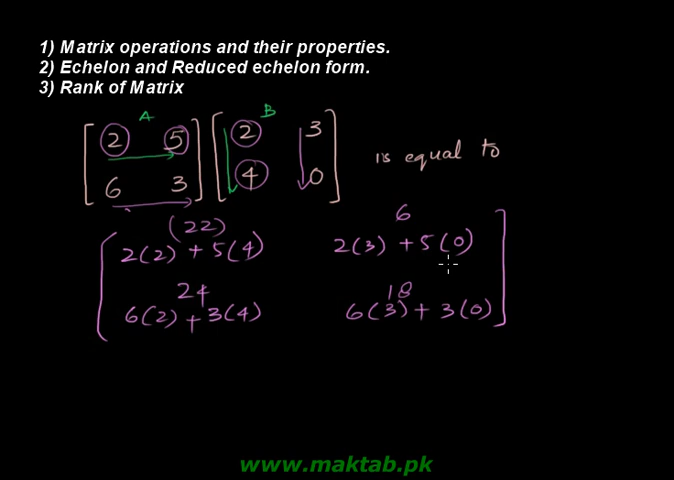 1) Matrix operations and their properties.
2) Echelon and Reduced echelon form.
3) Rank of Matrix
A B
2 5 2 3 is equal to
6 3 4 0
(22) 6
2(2) + 5(4) 2(3) + 5(0)
24 18
6(2) + 3(4) 6(3) + 3(0)
www.maktab.pk